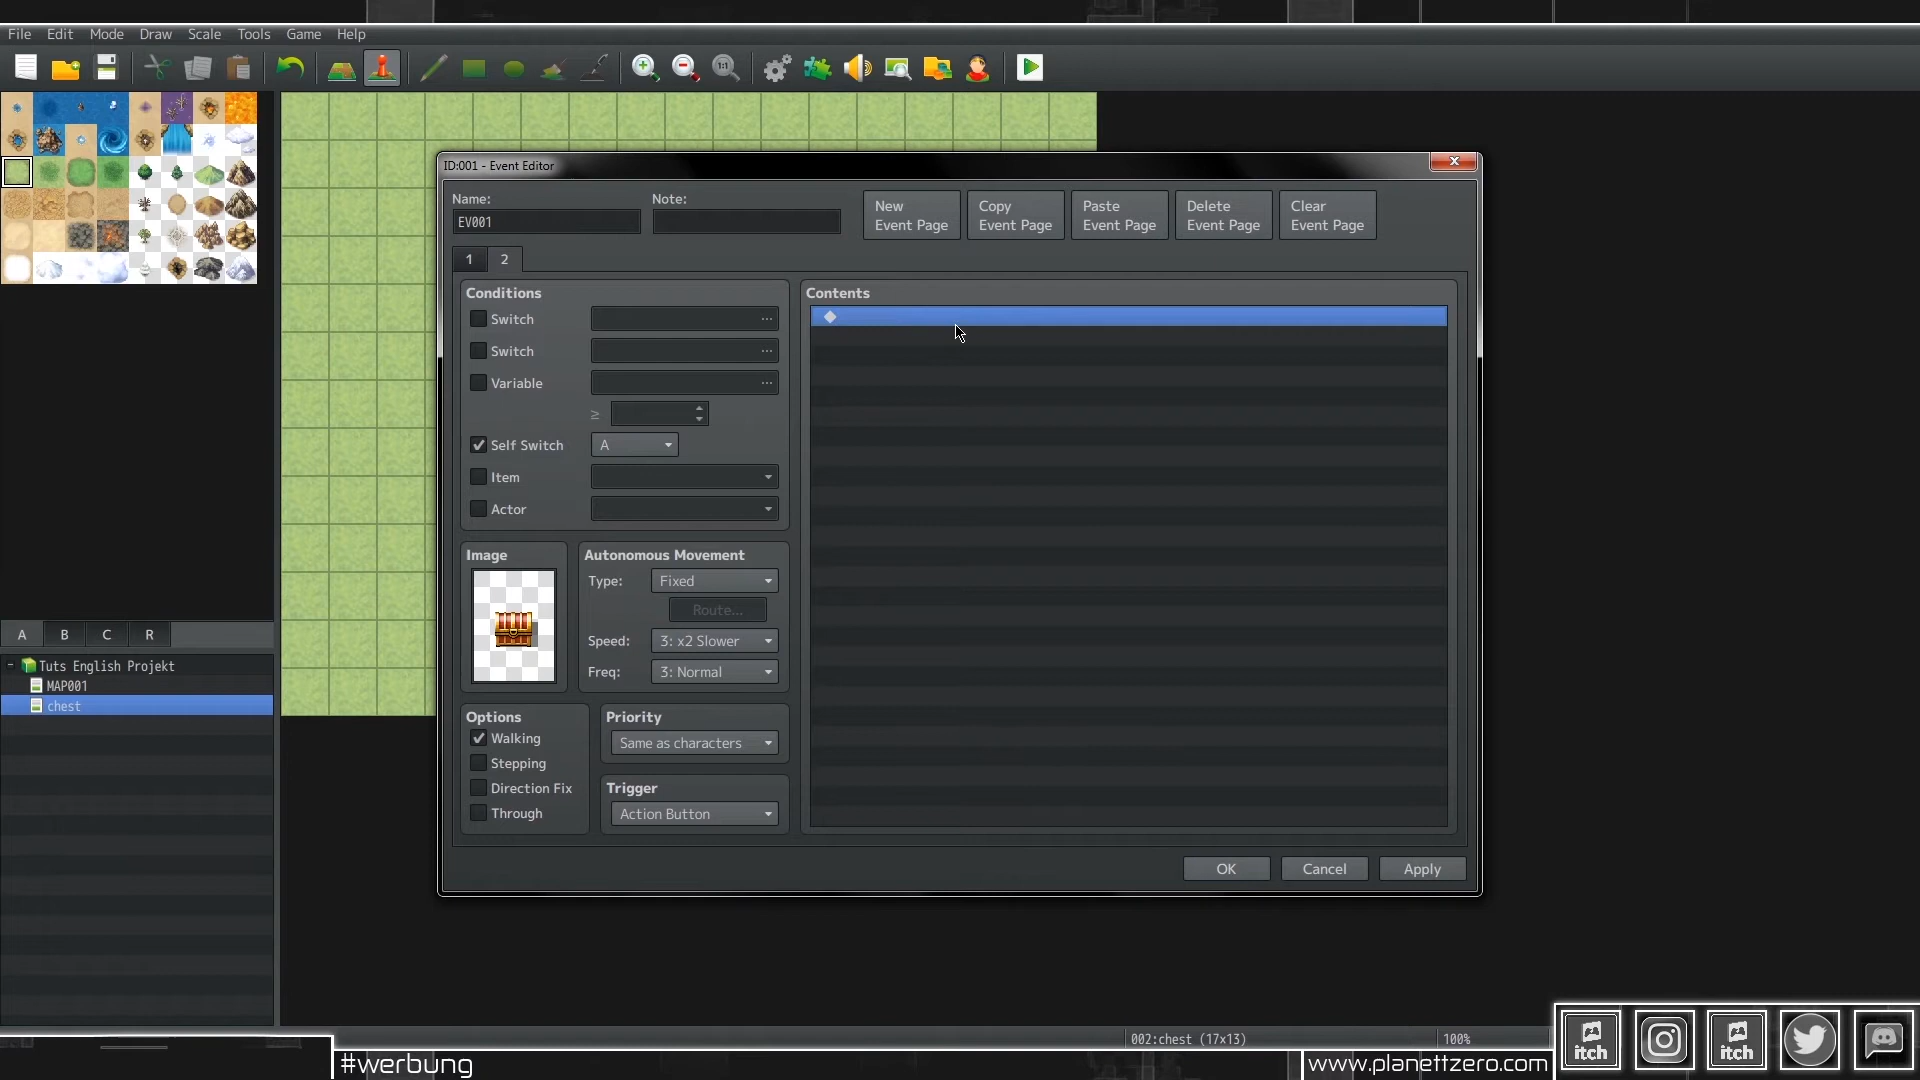 File Edit Mode Draw Scale Tools Game Help
1:1
ID:001 - Event Editor
Name:
Note:
EV001
New
Event Page
Copy
Event Page
Paste
Event Page
Delete
Event Page
Clear
Event Page
1 2
Conditions
Switch ...
Switch ...
Variable ...
≥
Self Switch A
Item
Actor
Image
Autonomous Movement
Type: Fixed
Route...
Speed: 3: x2 Slower
Freq: 3: Normal
Options
Walking
Stepping
Direction Fix
Through
Priority
Same as characters
Trigger
Action Button
Contents
OK Cancel Apply
A B C R
Tuts English Projekt
MAP001
chest
002:chest (17x13) 100%
#werbung
www.planettzero.com
itch
itch